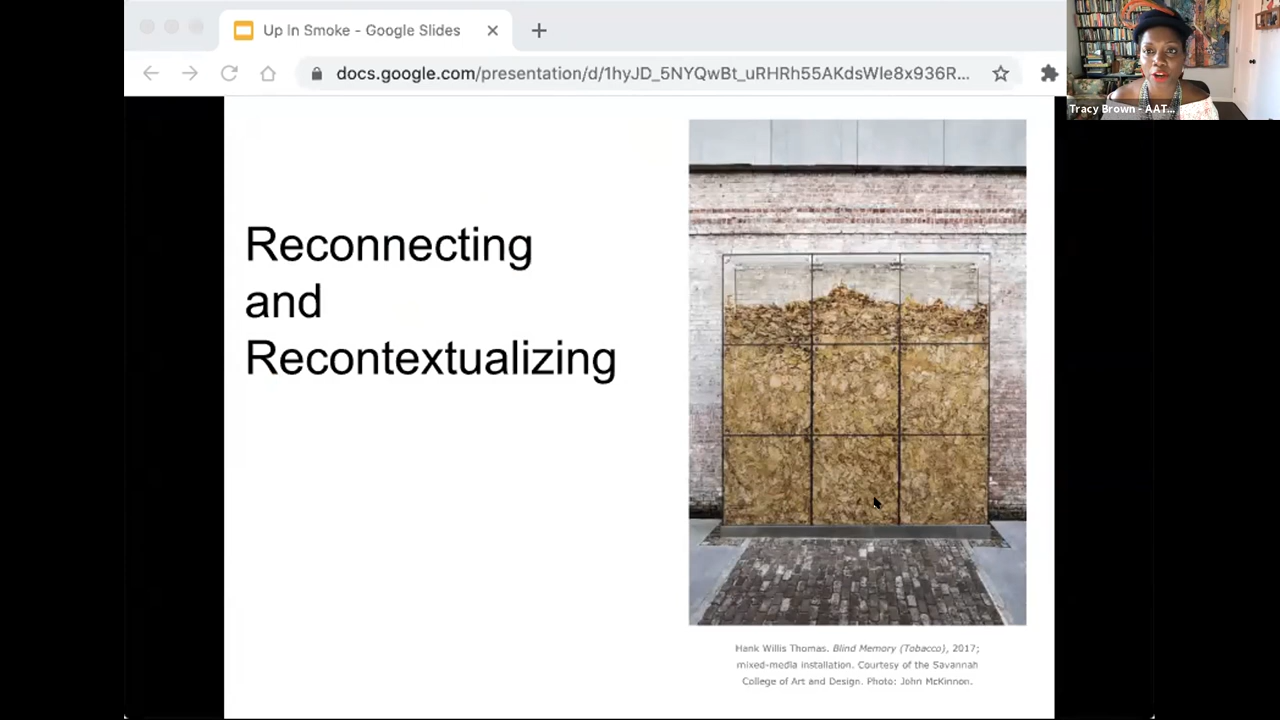 Up In Smoke - Google Slides
docs.google.com/presentation/d/1hyJD_5NYQwBt_uRHRh55AKdsWle8x936R...
Tracy Brown - AAT...
Reconnecting
and
Recontextualizing
Hank Willis Thomas. Blind Memory (Tobacco), 2017;
mixed-media installation. Courtesy of the Savannah
College of Art and Design. Photo: John McKinnon.